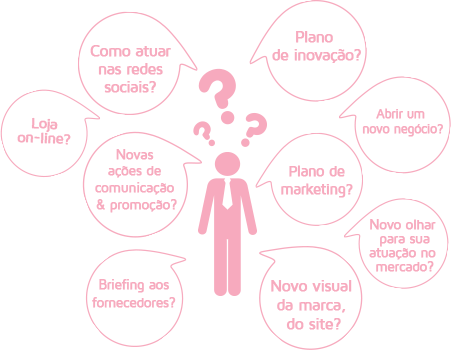 Como atuar
nas redes
sociais?
Plano
de inovação?
Loja
on-line?
Abrir um
novo negócio?
Novas
ações de
comunicação
& promoção?
Plano de
marketing?
Novo olhar
para sua
atuação no
mercado?
Briefing aos
fornecedores?
Novo visual
da marca,
do site?
? ? ?